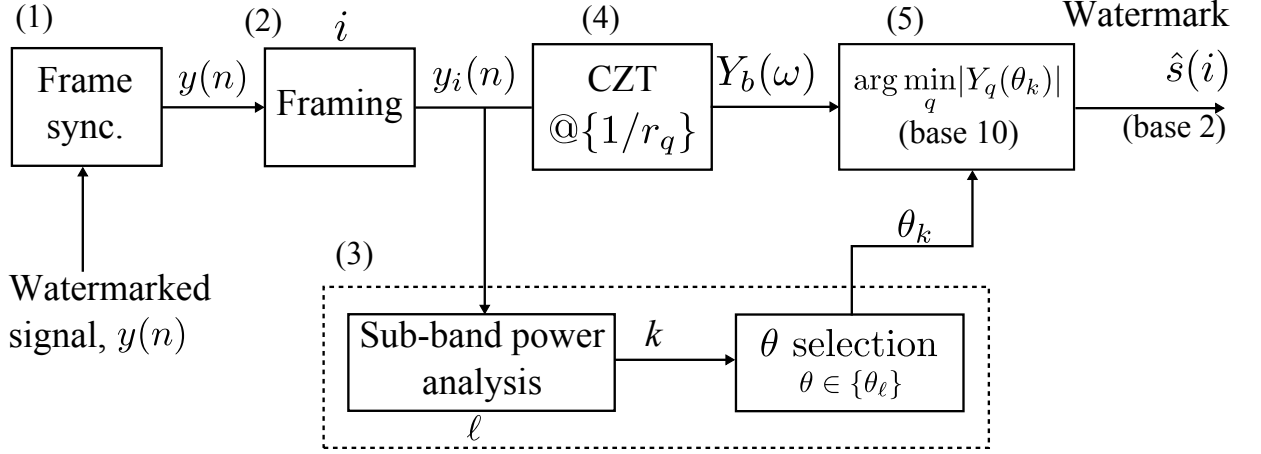 (1)
(2)
i
(4)
(5)
Watermark
Frame
sync.
y(n)
Framing
y_i(n)
CZT
@{1/r_q}
Y_b(ω)
arg min_q |Y_q(θ_k)|
(base 10)
ŝ(i)
(base 2)
(3)
θ_k
Watermarked
signal, y(n)
Sub-band power
analysis
ℓ
k
θ selection
θ ∈ {θ_ℓ}